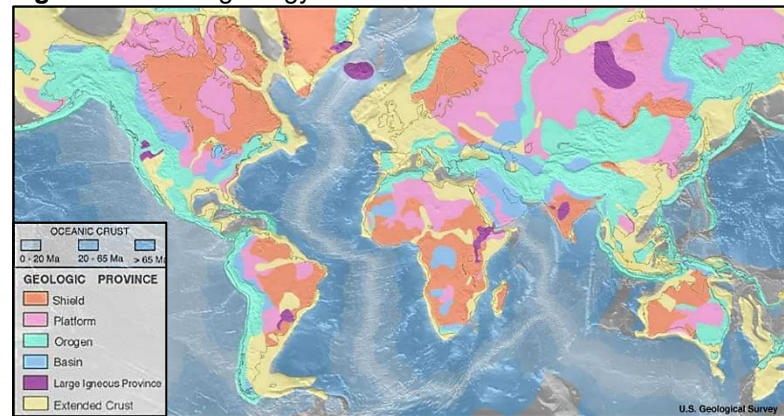 OCEANIC CRUST
0 - 20 Ma 20 - 65 Ma > 65 Ma
GEOLOGIC PROVINCE
Shield
Platform
Orogen
Basin
Large Igneous Province
Extended Crust
U.S. Geological Survey